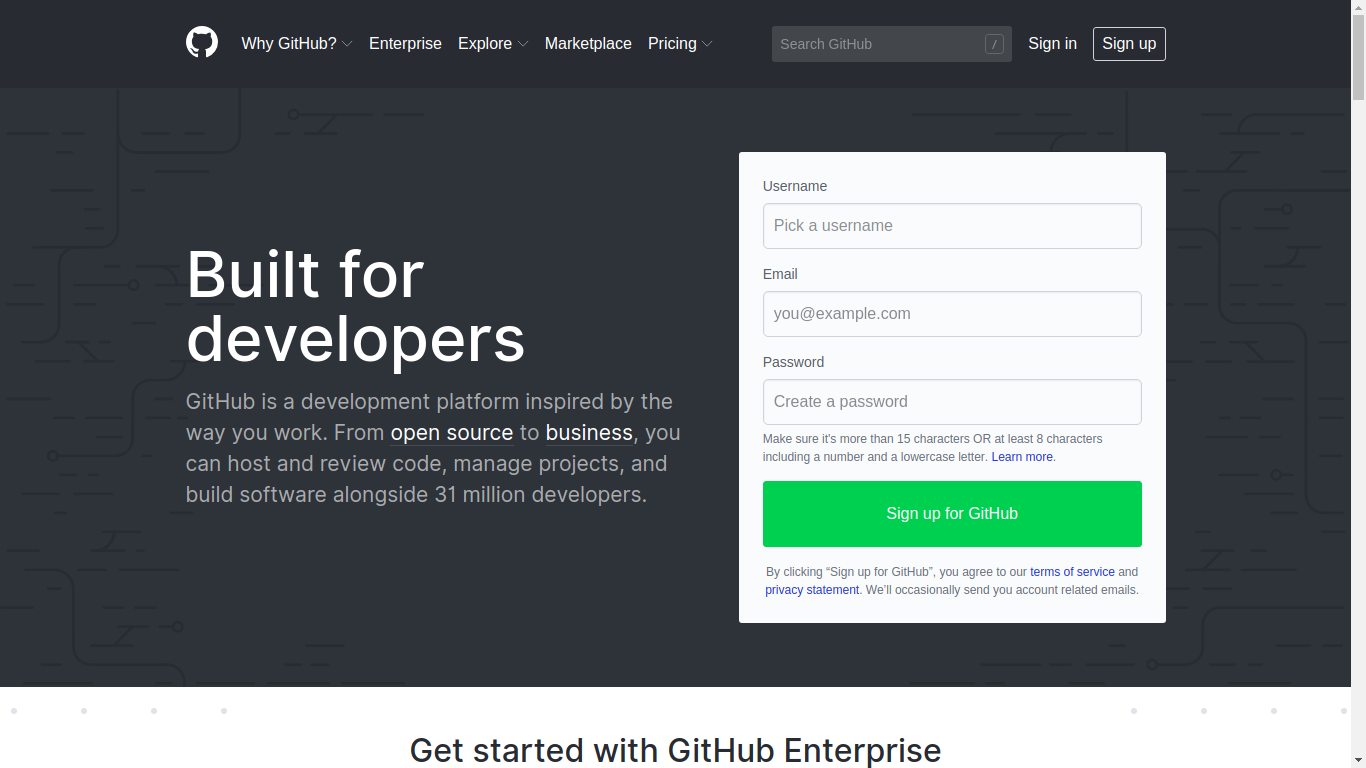 Why GitHub? Enterprise Explore Marketplace Pricing Search GitHub / Sign in Sign up
Built for
developers
GitHub is a development platform inspired by the
way you work. From open source to business, you
can host and review code, manage projects, and
build software alongside 31 million developers.
Username
Pick a username
Email
you@example.com
Password
Create a password
Make sure it's more than 15 characters OR at least 8 characters
including a number and a lowercase letter. Learn more.
Sign up for GitHub
By clicking “Sign up for GitHub”, you agree to our terms of service and
privacy statement. We’ll occasionally send you account related emails.
Get started with GitHub Enterprise